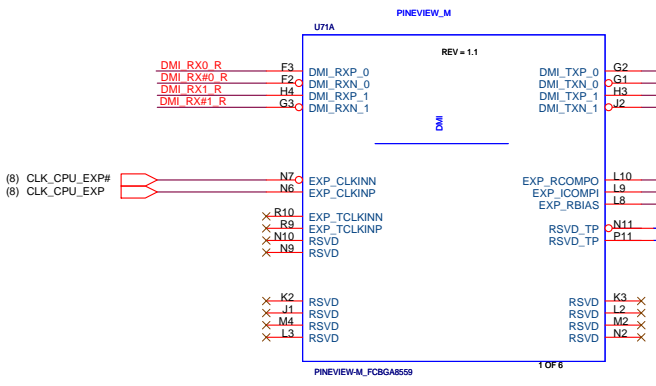 PINEVIEW_M
U71A
REV = 1.1
DMI_RX0_R F3 DMI_RXP_0 DMI_TXP_0 G2
DMI_RX#0_R F2 DMI_RXN_0 DMI_TXN_0 G1
DMI_RX1_R H4 DMI_RXP_1 DMI_TXP_1 H3
DMI_RX#1_R G3 DMI_RXN_1 DMI_TXN_1 J2
DMI
(8) CLK_CPU_EXP# N7 EXP_CLKINN EXP_RCOMPO L10
(8) CLK_CPU_EXP N6 EXP_CLKINP EXP_ICOMPI L9
EXP_RBIAS L8
R10 EXP_TCLKINN
R9 EXP_TCLKINP RSVD_TP N11
N10 RSVD RSVD_TP P11
N9 RSVD
K2 RSVD RSVD K3
J1 RSVD RSVD L2
M4 RSVD RSVD M2
L3 RSVD RSVD N2
PINEVIEW-M_FCBGA8559
1 OF 6